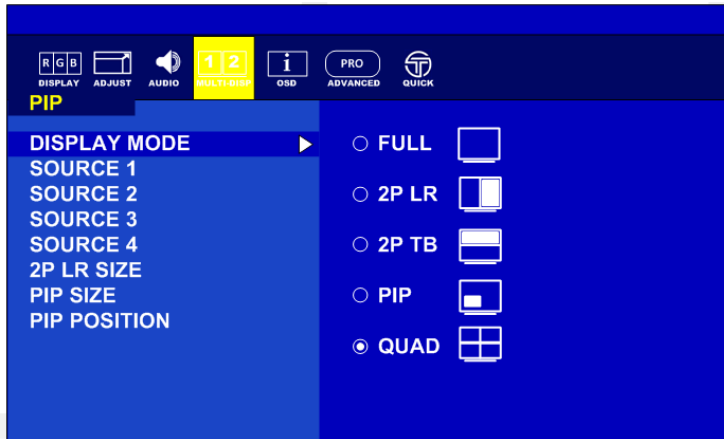 R G B
1 2
i
PRO
DISPLAY ADJUST AUDIO MULTI DISP OSD ADVANCED QUICK
PIP
DISPLAY MODE
SOURCE 1
SOURCE 2
SOURCE 3
SOURCE 4
2P LR SIZE
PIP SIZE
PIP POSITION
FULL
2P LR
2P TB
PIP
QUAD